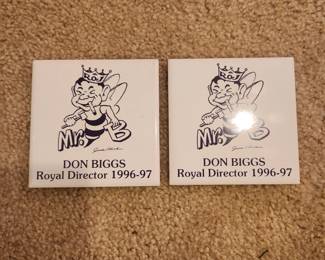 Mr. B
DON BIGGS
Royal Director 1996-97
Mr. B
DON BIGGS
Royal Director 1996-97